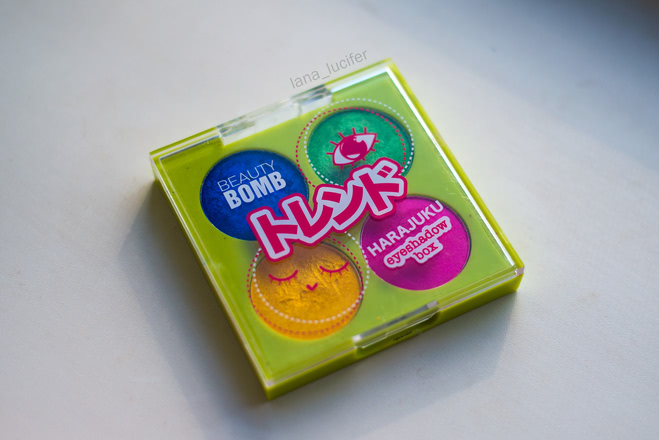 lana_lucifer
BEAUTY
BOMB
トレンド
HARAJUKU
eyeshadow
box